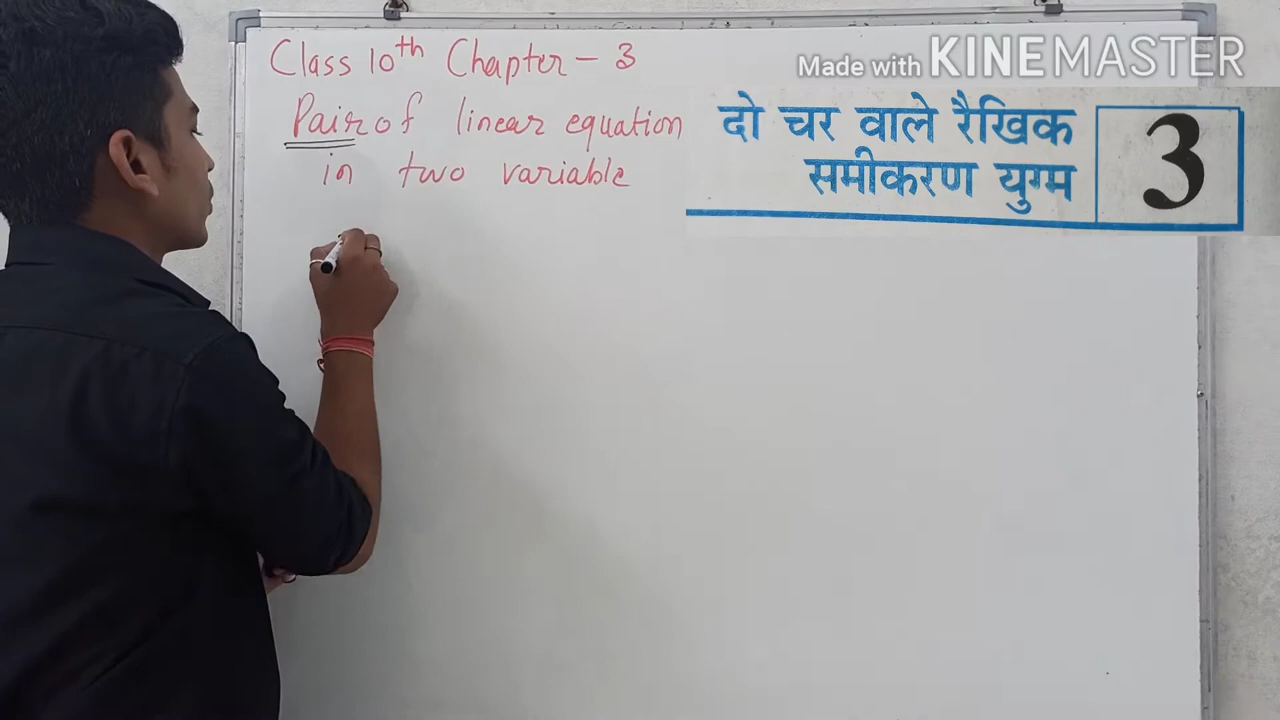 Class 10th Chapter - 3
Pair of linear equation
in two variable
Made with KINEMASTER
दो चर वाले रैखिक
समीकरण युग्म
3